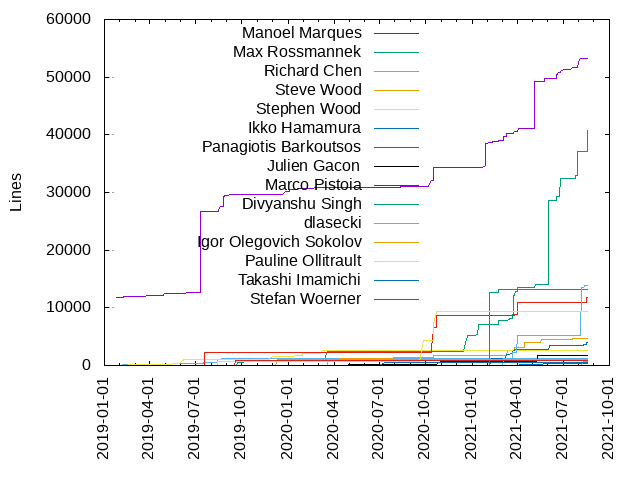 60000
50000
40000
30000
20000
10000
0
Lines
Manoel Marques
Max Rossmannek
Richard Chen
Steve Wood
Stephen Wood
Ikko Hamamura
Panagiotis Barkoutsos
Julien Gacon
Marco Pistoia
Divyanshu Singh
dlasecki
Igor Olegovich Sokolov
Pauline Ollitrault
Takashi Imamichi
Stefan Woerner
2019-01-01
2019-04-01
2019-07-01
2019-10-01
2020-01-01
2020-04-01
2020-07-01
2020-10-01
2021-01-01
2021-04-01
2021-07-01
2021-10-01